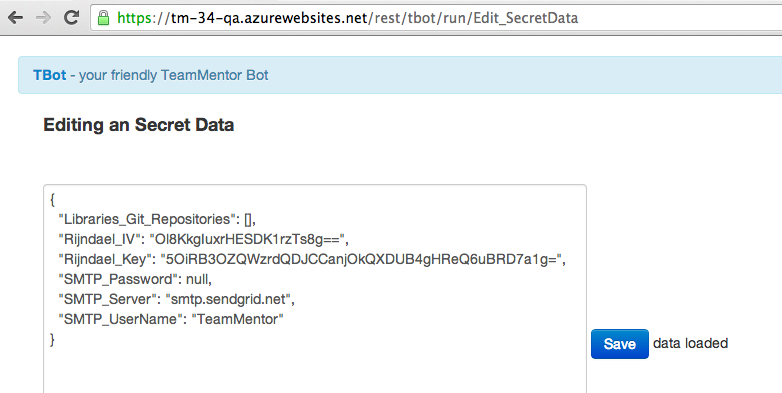 https://tm-34-qa.azurewebsites.net/rest/tbot/run/Edit_SecretData
TBot - your friendly TeamMentor Bot
Editing an Secret Data
{
"Libraries_Git_Repositories": [],
"Rijndael_IV": "Ol8KkgIuxrHESDK1rzTs8g==",
"Rijndael_Key": "5OiRB3OZQWzrdQDJCCanjOkQXDUB4gHReQ6uBRD7a1g=",
"SMTP_Password": null,
"SMTP_Server": "smtp.sendgrid.net",
"SMTP_UserName": "TeamMentor"
}
Save data loaded